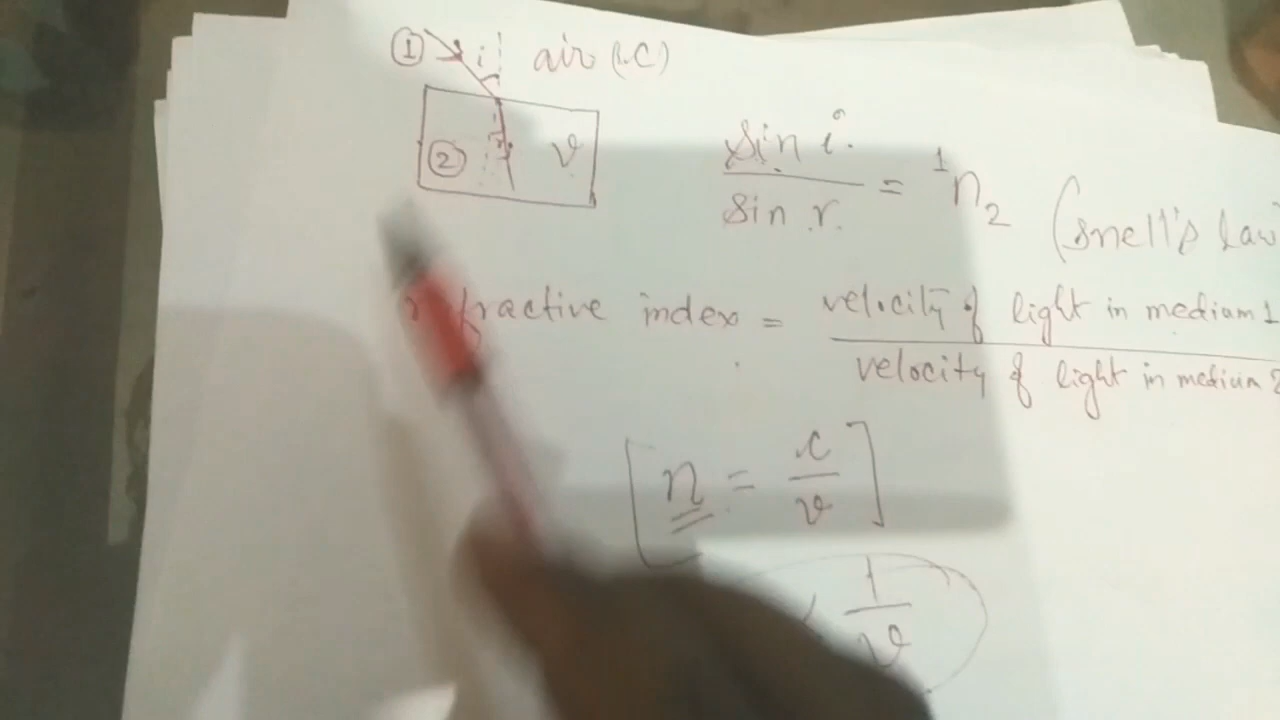 ① i air (c)
② r v
sin i
sin r = ¹n₂ (Snell's law
refractive index = velocity of light in medium 1
velocity of light in medium 2
[n = c/v]
1/v